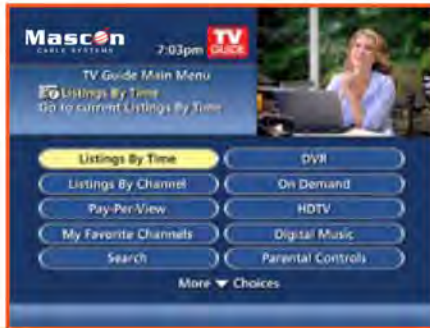 Mascon
CABLE SYSTEMS
7:03pm
TV
GUIDE
TV Guide Main Menu
Listings By Time
Go to current Listings By Time
Listings By Time
DVR
Listings By Channel
On Demand
Pay-Per-View
HDTV
My Favorite Channels
Digital Music
Search
Parental Controls
More Choices